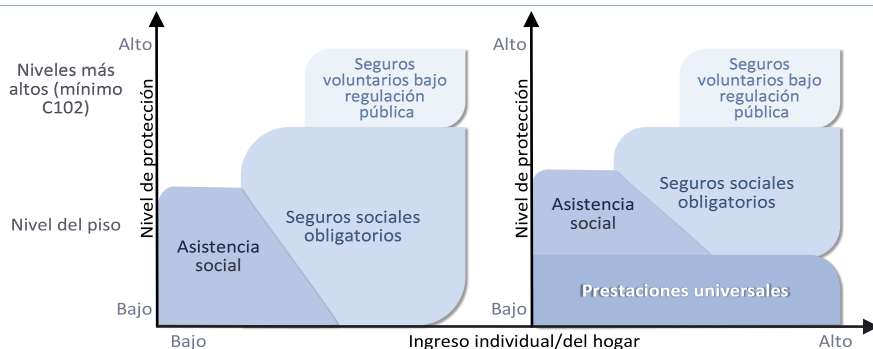 Alto
Niveles más
altos (mínimo
C102)
Nivel del piso
Bajo
Nivel de protección
Seguros
voluntarios bajo
regulación
pública
Seguros sociales
obligatorios
Asistencia
social
Bajo
Alto
Bajo
Nivel de protección
Seguros
voluntarios bajo
regulación
pública
Seguros sociales
obligatorios
Asistencia
social
Prestaciones universales
Ingreso individual/del hogar
Alto